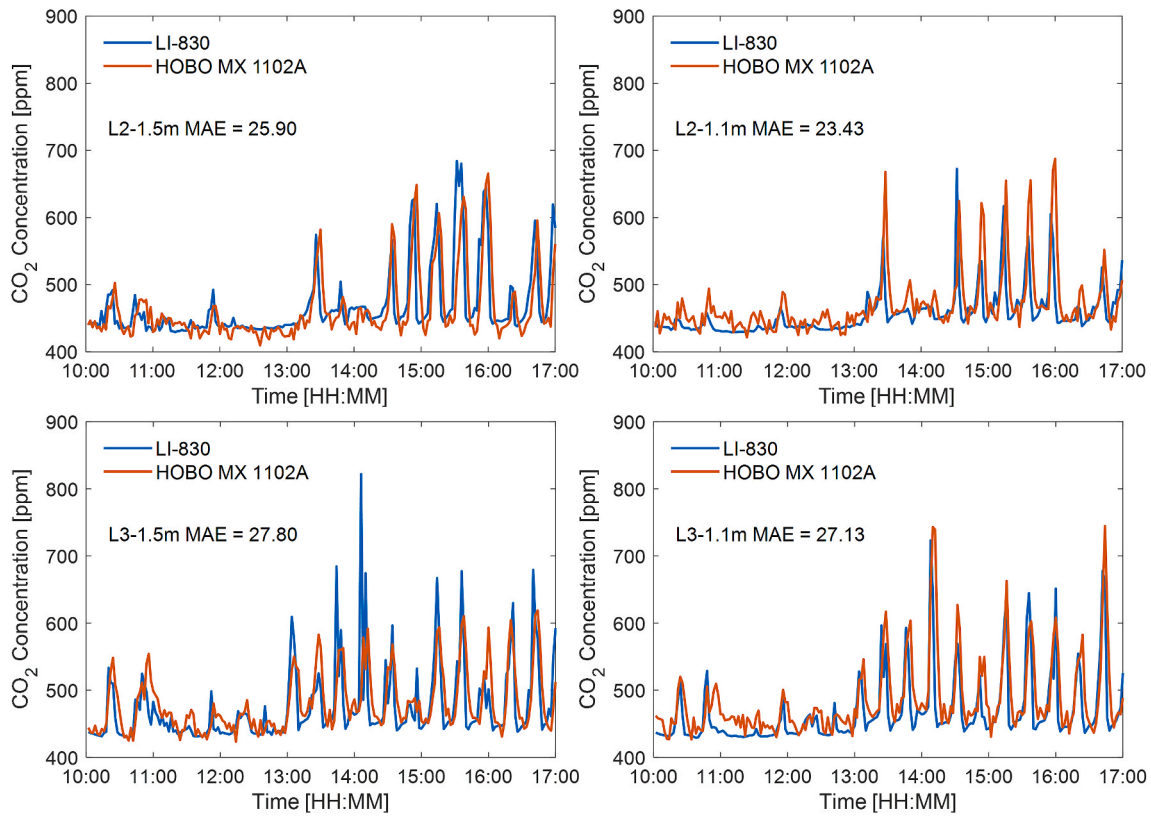 900
800
700
600
500
400
CO2 Concentration [ppm]
LI-830
HOBO MX 1102A
L2-1.5m MAE = 25.90
10:00 11:00 12:00 13:00 14:00 15:00 16:00 17:00
Time [HH:MM]
900
800
700
600
500
400
CO2 Concentration [ppm]
LI-830
HOBO MX 1102A
L2-1.1m MAE = 23.43
10:00 11:00 12:00 13:00 14:00 15:00 16:00 17:00
Time [HH:MM]
900
800
700
600
500
400
CO2 Concentration [ppm]
LI-830
HOBO MX 1102A
L3-1.5m MAE = 27.80
10:00 11:00 12:00 13:00 14:00 15:00 16:00 17:00
Time [HH:MM]
900
800
700
600
500
400
CO2 Concentration [ppm]
LI-830
HOBO MX 1102A
L3-1.1m MAE = 27.13
10:00 11:00 12:00 13:00 14:00 15:00 16:00 17:00
Time [HH:MM]